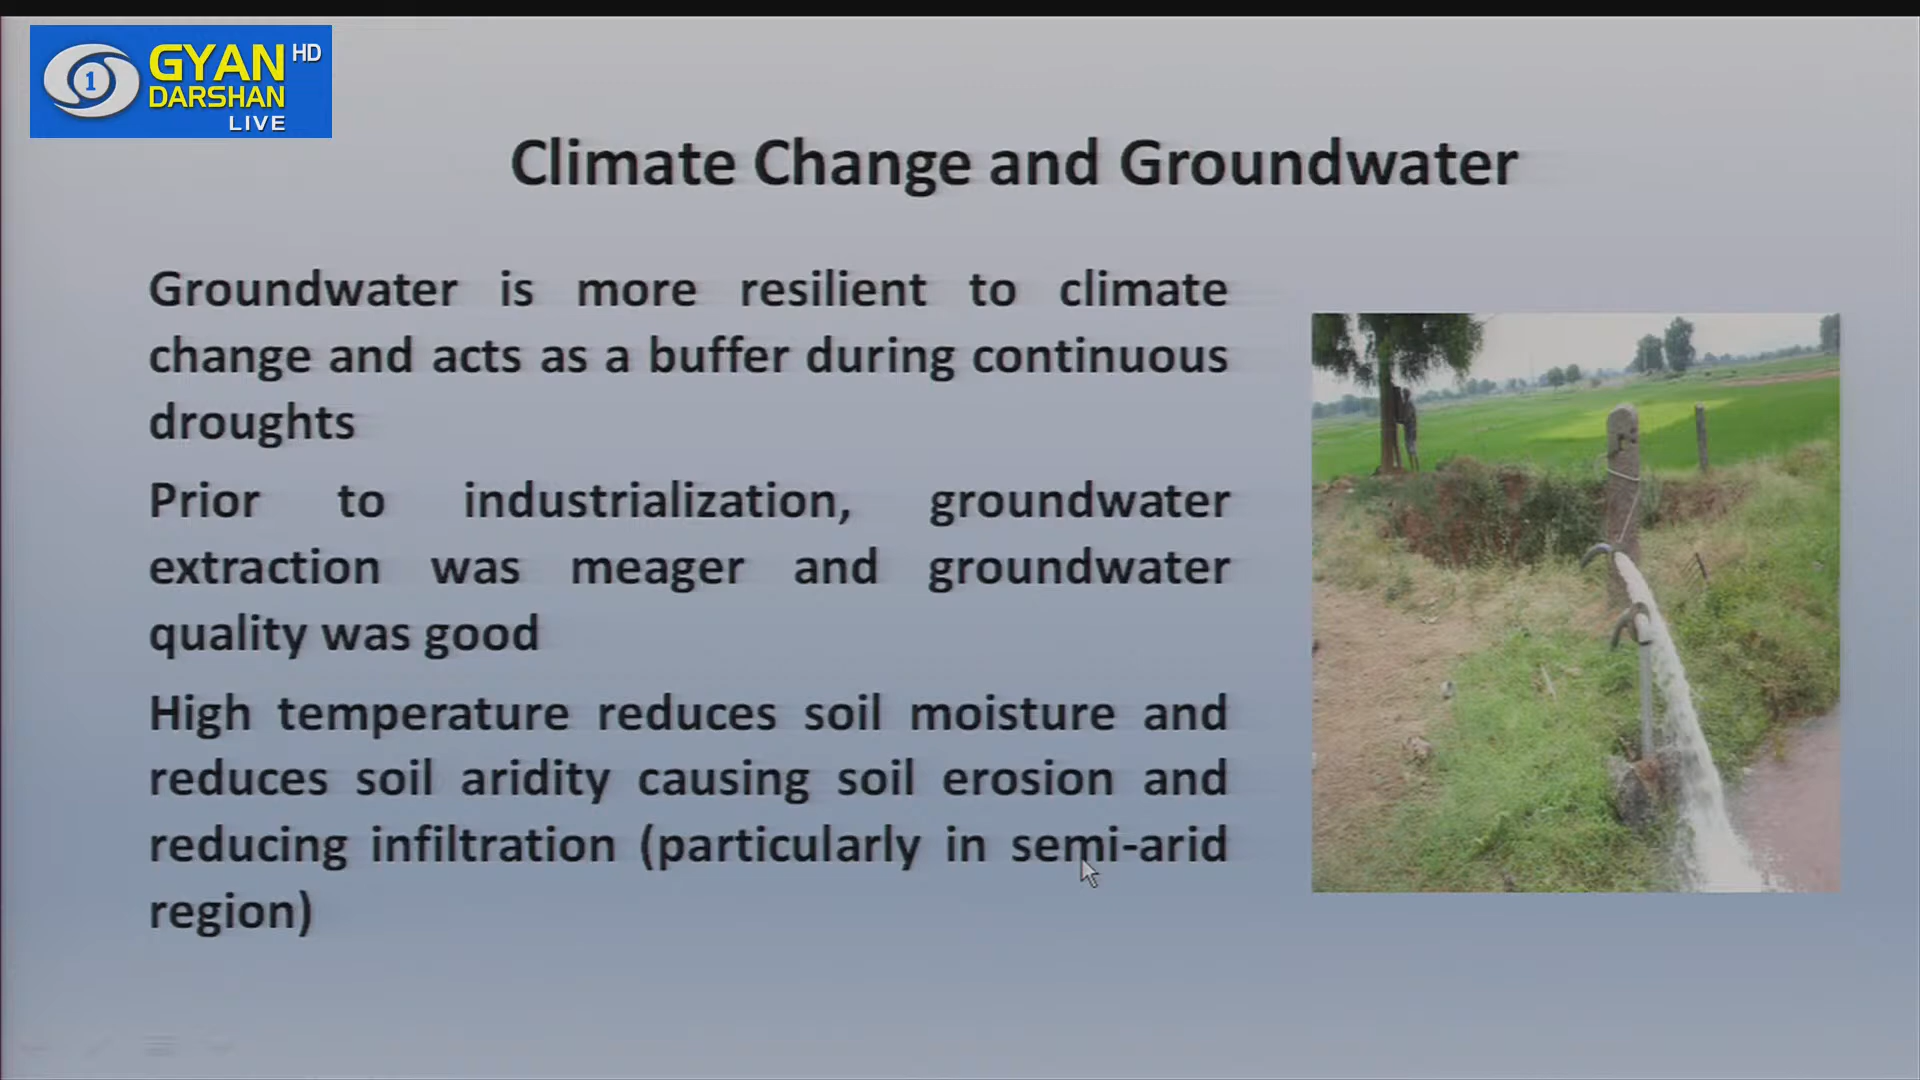 1
GYAN HD
DARSHAN
LIVE
Climate Change and Groundwater
Groundwater is more resilient to climate
change and acts as a buffer during continuous
droughts
Prior to industrialization, groundwater
extraction was meager and groundwater
quality was good
High temperature reduces soil moisture and
reduces soil aridity causing soil erosion and
reducing infiltration (particularly in semi-arid
region)